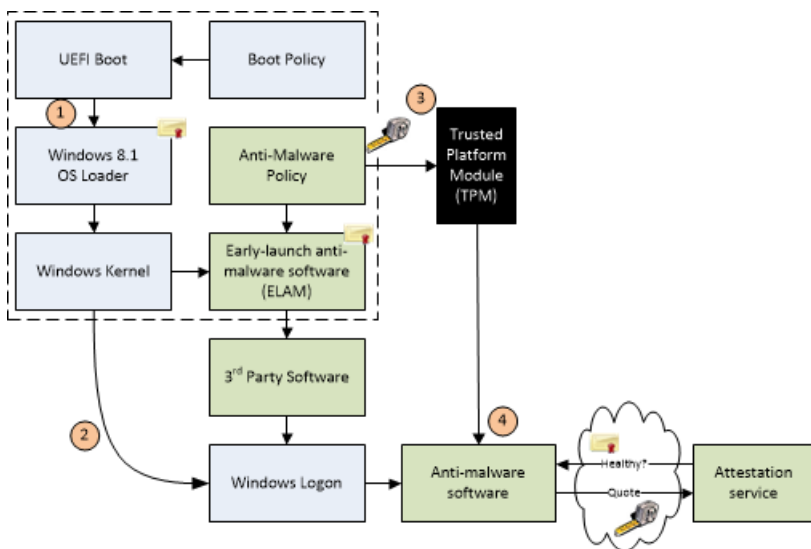 UEFI Boot
Boot Policy
1
3
Windows 8.1
OS Loader
Anti-Malware
Policy
Trusted
Platform
Module
(TPM)
Windows Kernel
Early-launch anti-
malware software
(ELAM)
3rd Party Software
2
4
Windows Logon
Anti-malware
software
Healthy?
Quote
Attestation
service